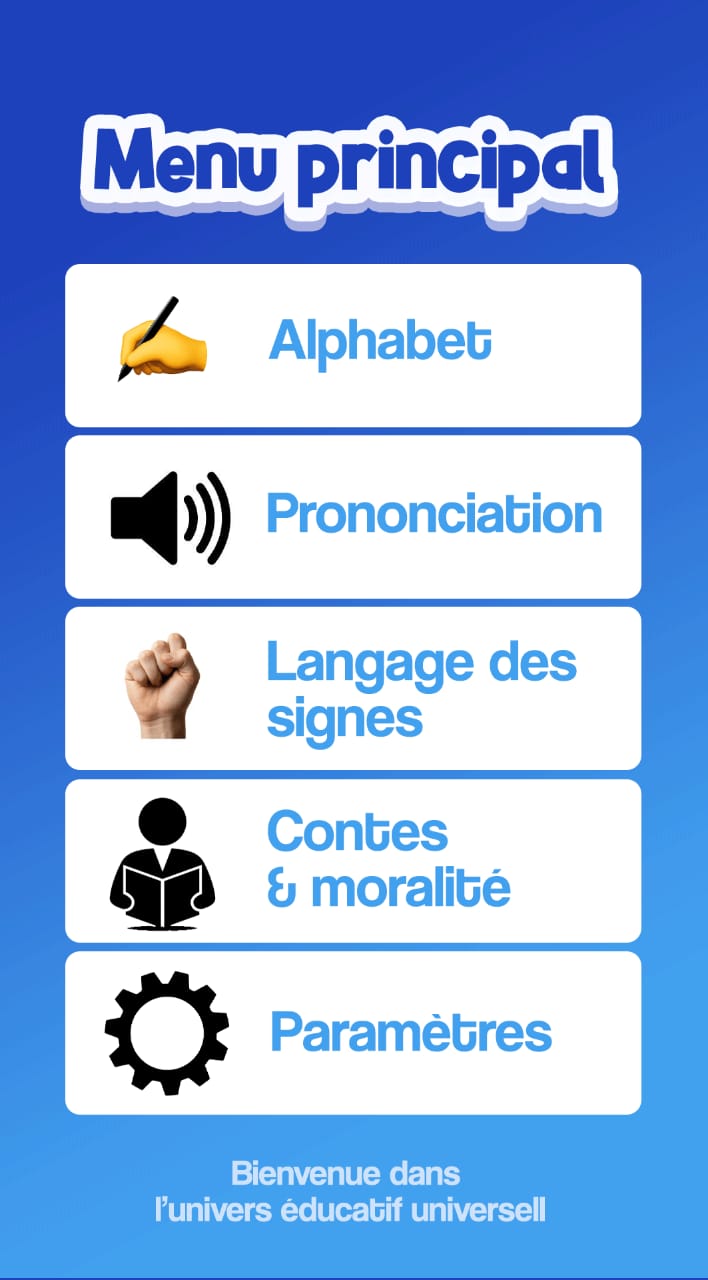 Menu principal
Alphabet
Prononciation
Langage des
signes
Contes
& moralité
Paramètres
Bienvenue dans
l'univers éducatif universell